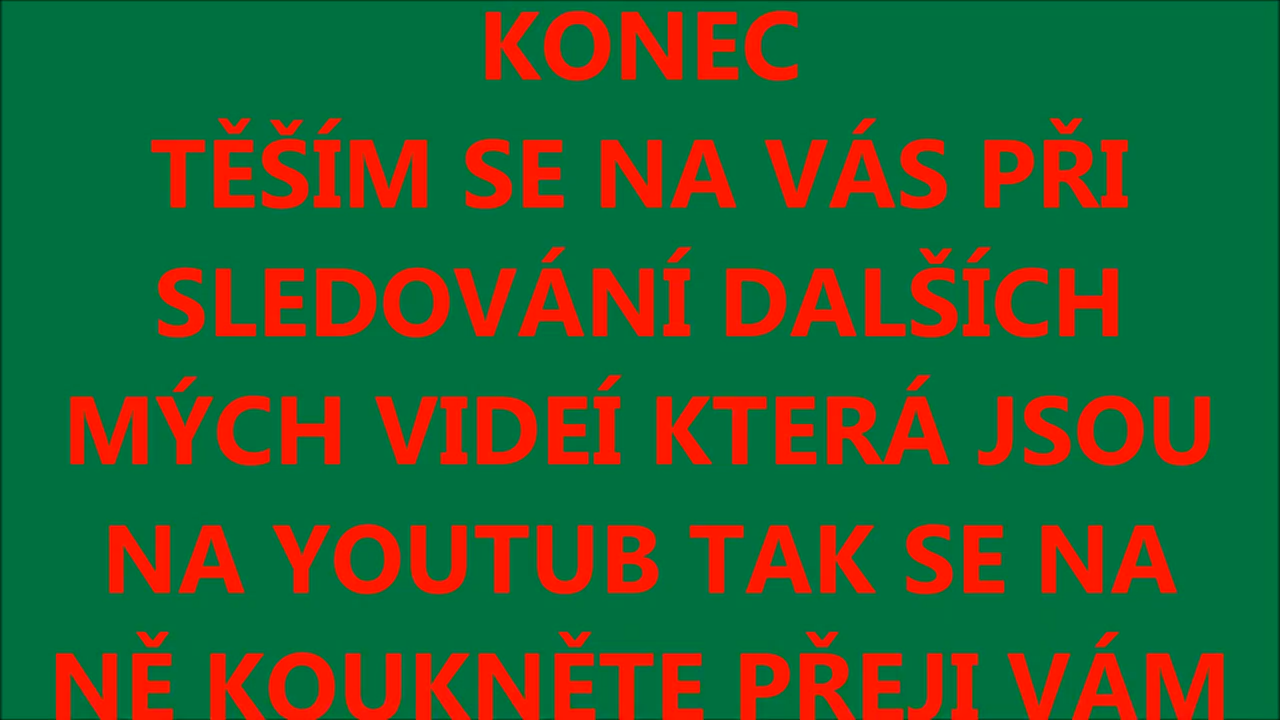 KONEC
TĚŠÍM SE NA VÁS PŘI
SLEDOVÁNÍ DALŠÍCH
MÝCH VIDEÍ KTERÁ JSOU
NA YOUTUB TAK SE NA
NĚ KOUKNĚTE PŘEJI VÁM